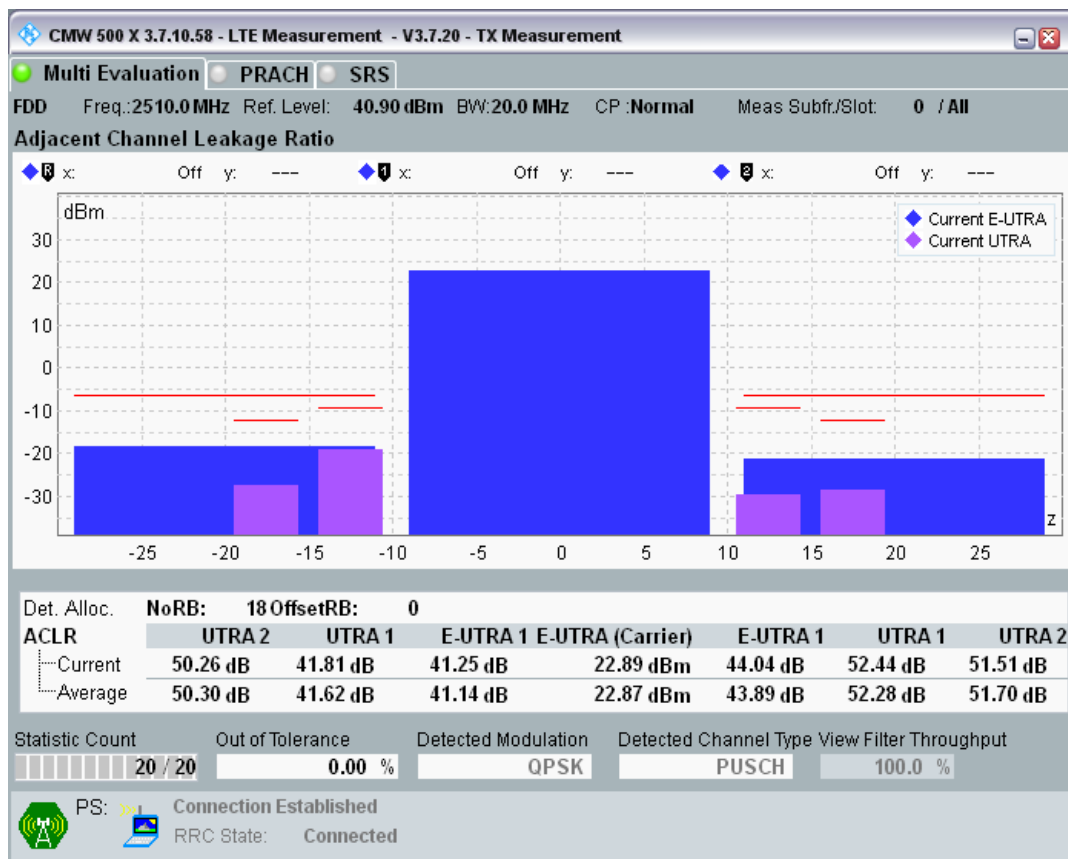 CMW 500 X 3.7.10.58 - LTE Measurement - V3.7.20 - TX Measurement
Multi Evaluation PRACH SRS
FDD Freq.:2510.0 MHz Ref. Level: 40.90 dBm BW:20.0 MHz CP :Normal Meas Subfr./Slot: 0 / All
Adjacent Channel Leakage Ratio
R x: Off y: --- 1 x: Off y: --- 2 x: Off y: ---
dBm
Current E-UTRA
Current UTRA
30
20
10
0
-10
-20
-30
z
-25 -20 -15 -10 -5 0 5 10 15 20 25
Det. Alloc. NoRB: 18 OffsetRB: 0
ACLR UTRA 2 UTRA 1 E-UTRA 1 E-UTRA (Carrier) E-UTRA 1 UTRA 1 UTRA 2
Current 50.26 dB 41.81 dB 41.25 dB 22.89 dBm 44.04 dB 52.44 dB 51.51 dB
Average 50.30 dB 41.62 dB 41.14 dB 22.87 dBm 43.89 dB 52.28 dB 51.70 dB
Statistic Count Out of Tolerance Detected Modulation Detected Channel Type View Filter Throughput
20 / 20 0.00 % QPSK PUSCH 100.0 %
PS: Connection Established
RRC State: Connected